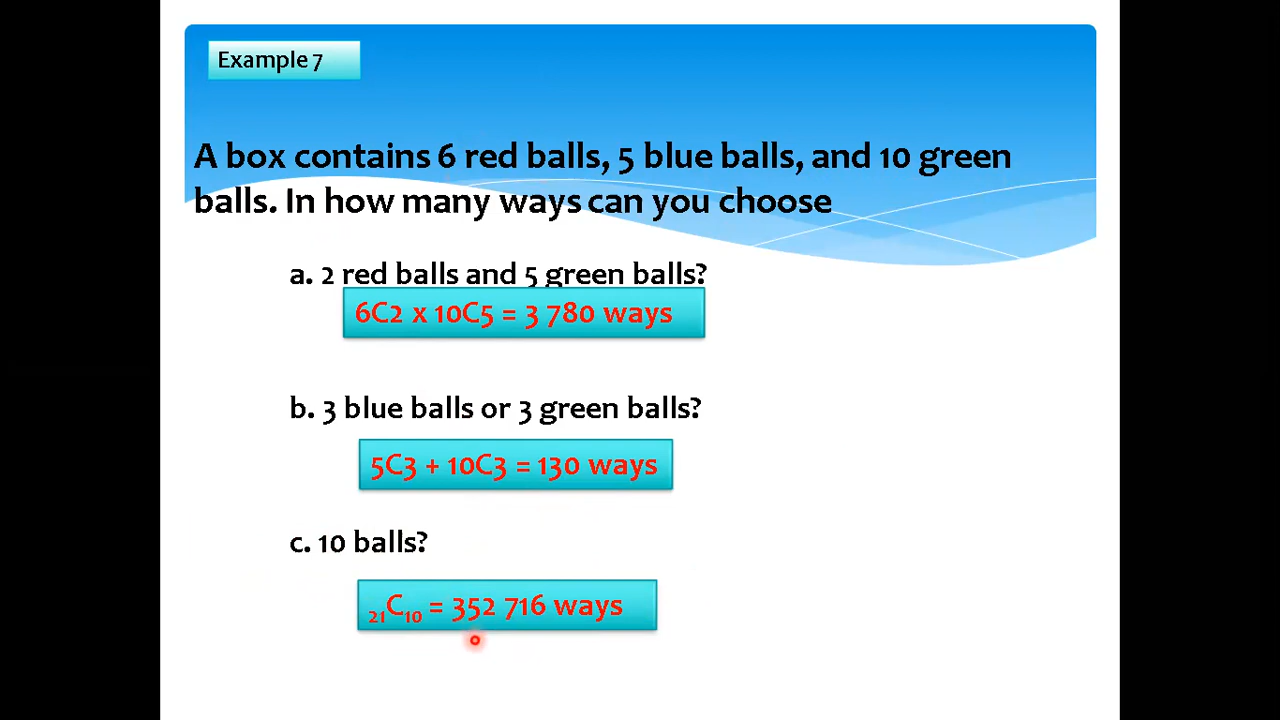 Example 7
A box contains 6 red balls, 5 blue balls, and 10 green
balls. In how many ways can you choose
a. 2 red balls and 5 green balls?
6C2 x 10C5 = 3 780 ways
b. 3 blue balls or 3 green balls?
5C3 + 10C3 = 130 ways
c. 10 balls?
₂₁C₁₀ = 352 716 ways